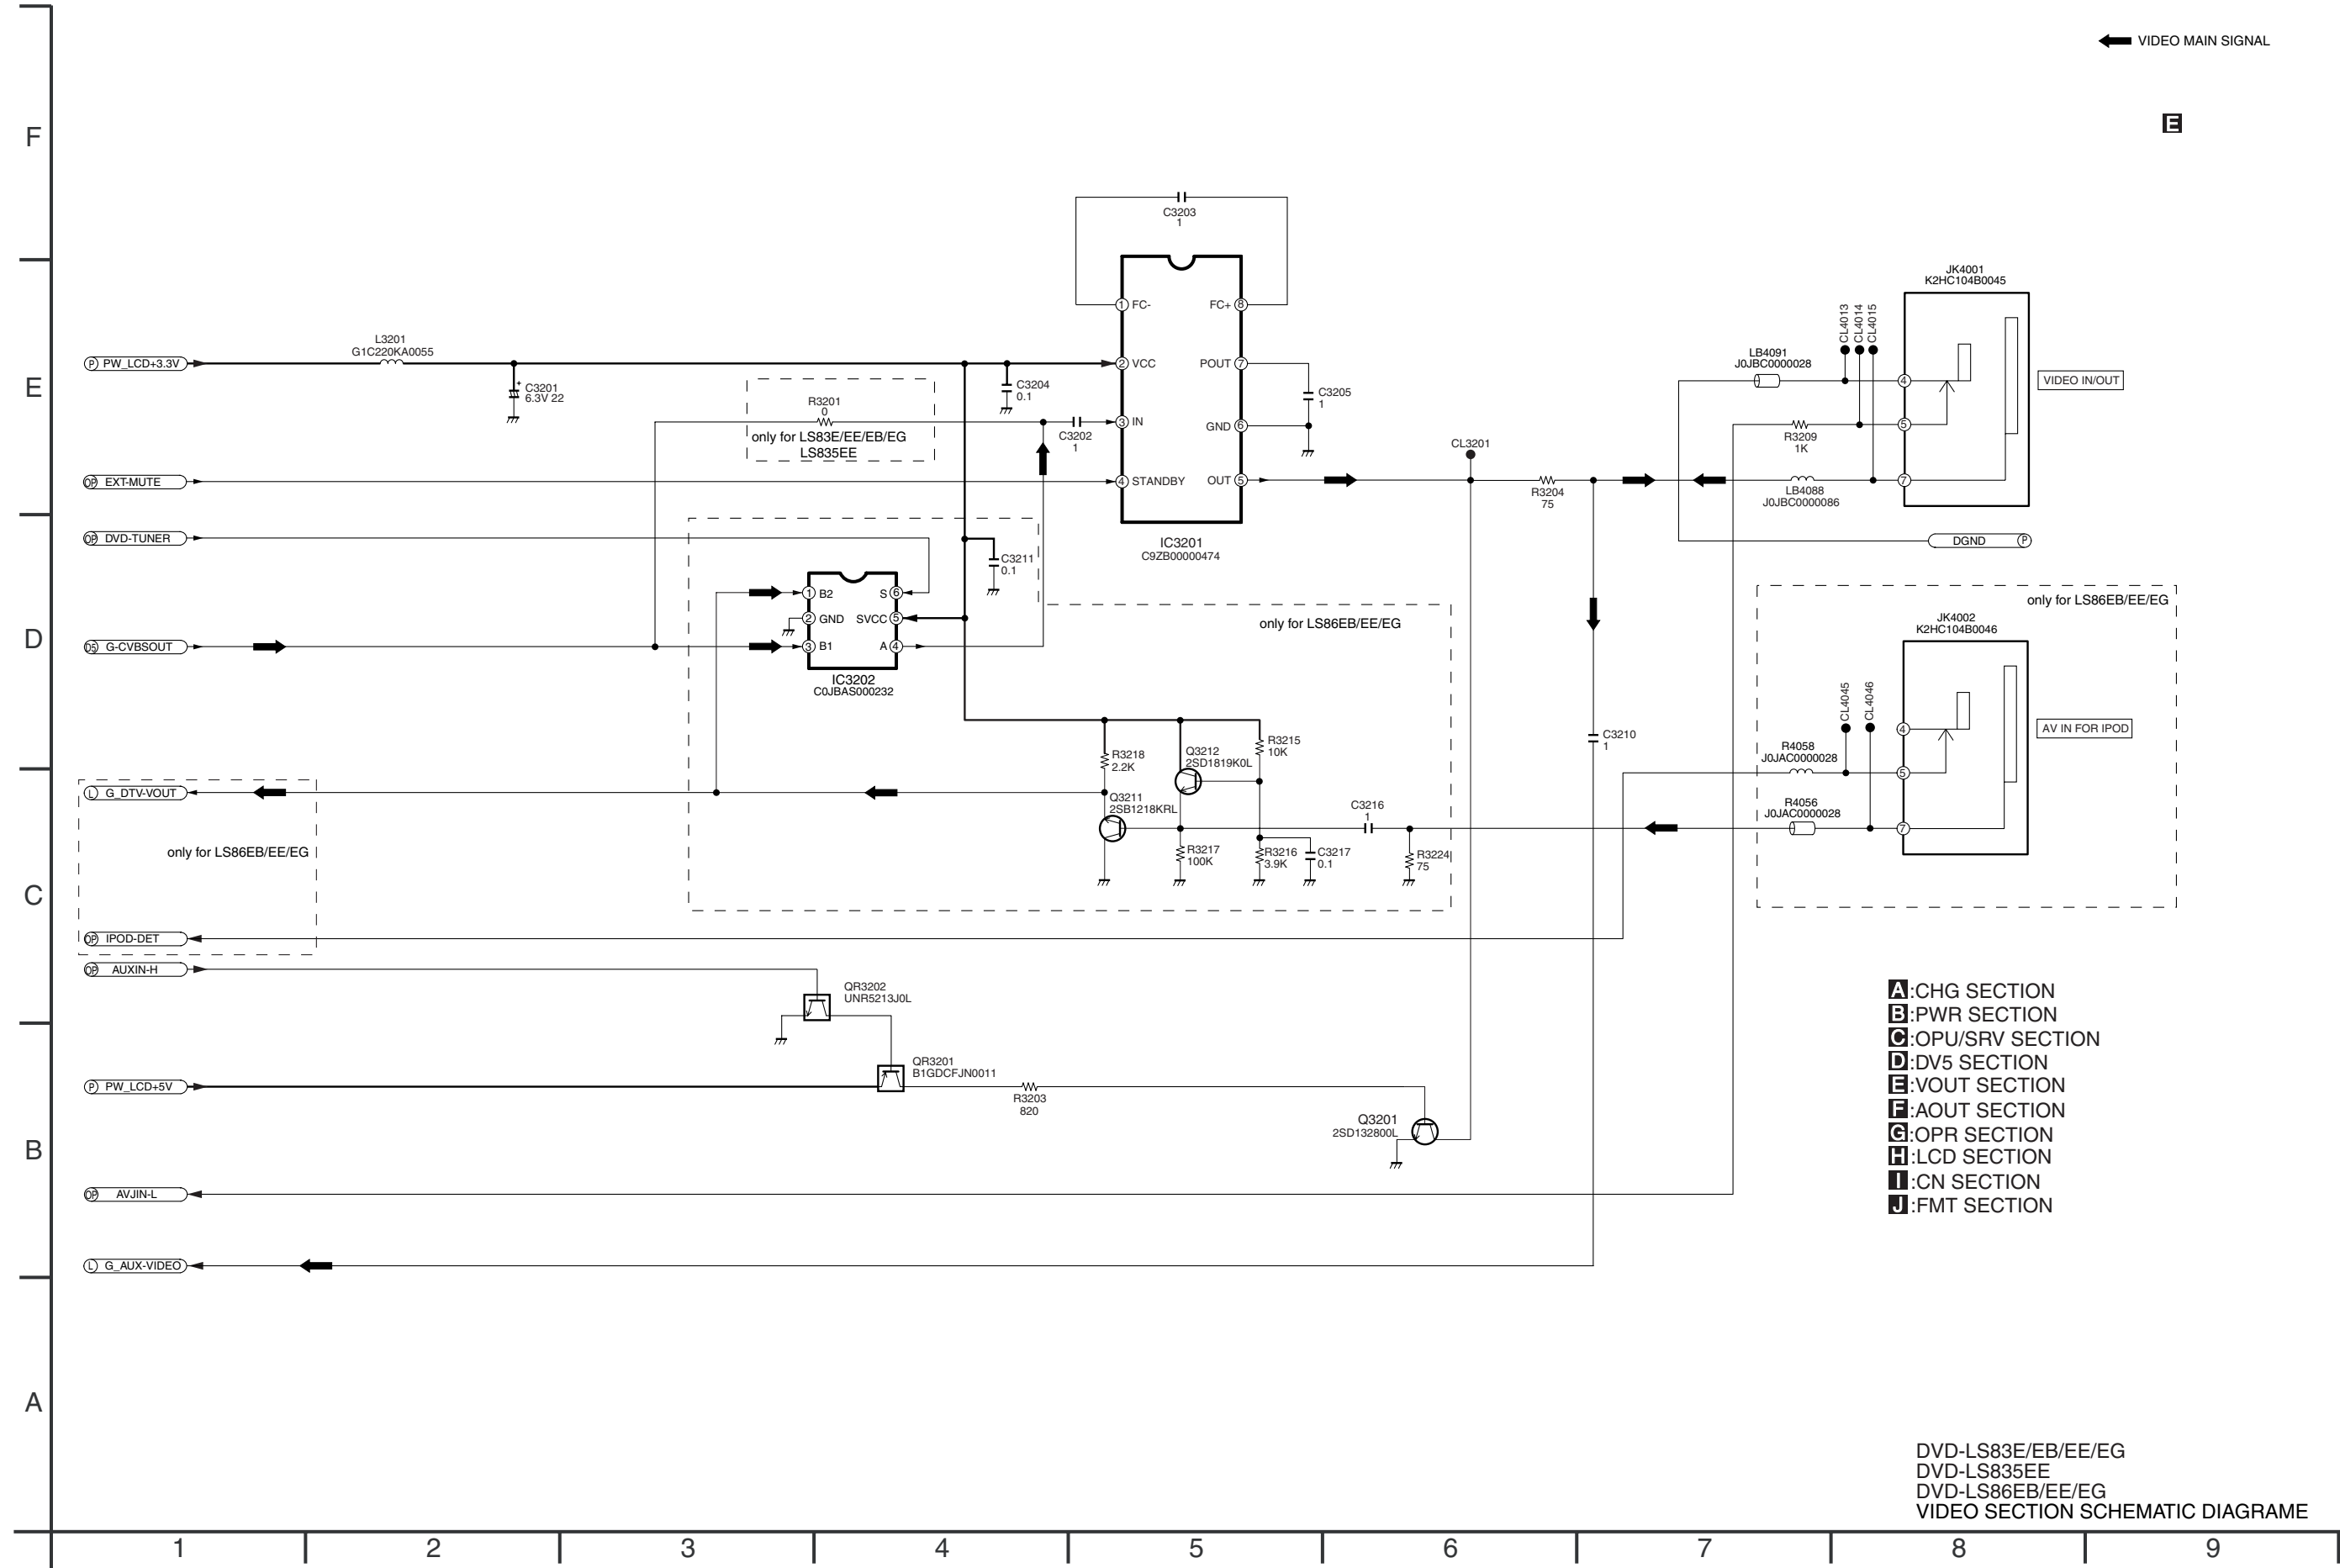 VIDEO MAIN SIGNAL
F
E
C3203
1
JK4001
K2HC104B0045
1 FC-
FC+ 8
CL4013
CL4014
CL4015
L3201
G1C220KA0055
LB4091
J0JBC0000028
P PW_LCD+3.3V
2 VCC
POUT 7
E
C3201
6.3V 22
+
C3204
0.1
C3205
1
4
VIDEO IN/OUT
R3201
0
only for LS83E/EE/EB/EG
LS835EE
C3202
1
3 IN
GND 6
5
R3209
1K
CL3201
OP EXT-MUTE
4 STANDBY
OUT 5
R3204
75
LB4088
J0JBC0000086
7
OP DVD-TUNER
IC3201
C9ZB00000474
DGND P
C3211
0.1
1 B2
S 6
only for LS86EB/EE/EG
only for LS86EB/EE/EG
2 GND
SVCC 5
JK4002
K2HC104B0046
D
D5 G-CVBSOUT
3 B1
A 4
IC3202
C0JBAS000232
CL4045
CL4046
4
AV IN FOR IPOD
R3218
2.2K
Q3212
2SD1819K0L
R3215
10K
C3210
1
R4058
J0JAC0000028
5
L G_DTV-VOUT
Q3211
2SB1218KRL
C3216
1
R4056
J0JAC0000028
7
only for LS86EB/EE/EG
R3217
100K
R3216
3.9K
C3217
0.1
R3224
75
C
OP IPOD-DET
OP AUXIN-H
QR3202
UNR5213J0L
A:CHG SECTION
B:PWR SECTION
C:OPU/SRV SECTION
D:DV5 SECTION
E:VOUT SECTION
F:AOUT SECTION
G:OPR SECTION
H:LCD SECTION
I:CN SECTION
J:FMT SECTION
QR3201
B1GDCFJN0011
P PW_LCD+5V
R3203
820
Q3201
2SD132800L
B
OP AVJIN-L
L G_AUX-VIDEO
A
DVD-LS83E/EB/EE/EG
DVD-LS835EE
DVD-LS86EB/EE/EG
VIDEO SECTION SCHEMATIC DIAGRAME
1 2 3 4 5 6 7 8 9